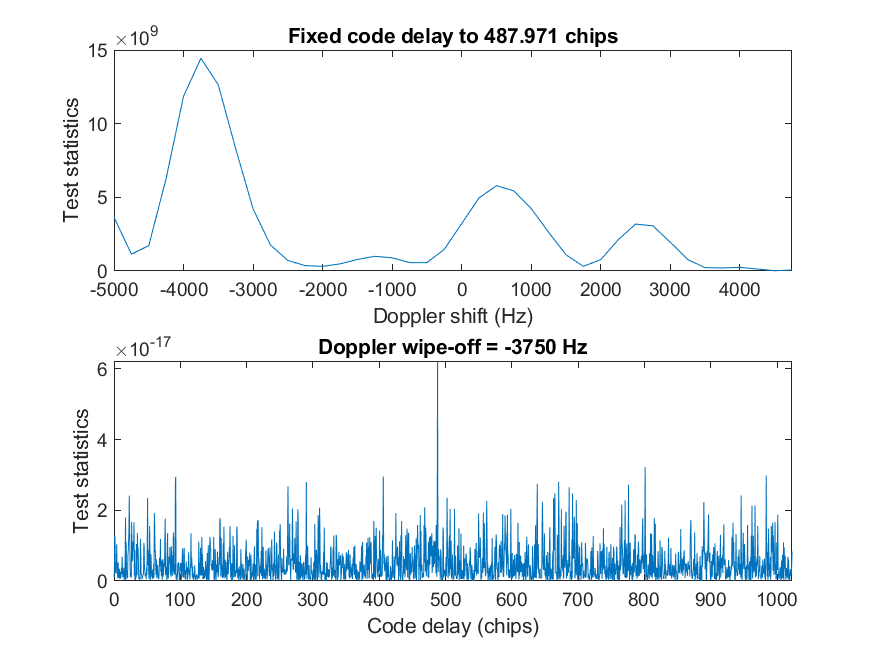 ×10^9
Fixed code delay to 487.971 chips
15
10
5
0
Test statistics
-5000 -4000 -3000 -2000 -1000 0 1000 2000 3000 4000
Doppler shift (Hz)
×10^-17
Doppler wipe-off = -3750 Hz
6
4
2
0
Test statistics
0 100 200 300 400 500 600 700 800 900 1000
Code delay (chips)